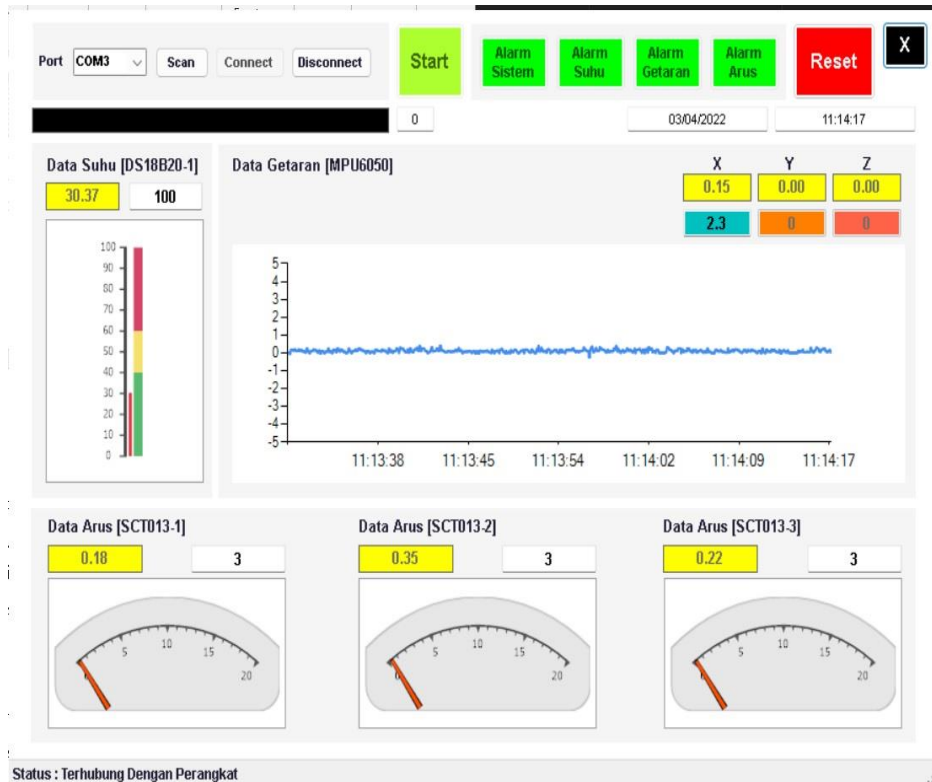 Port COM3 Scan Connect Disconnect Start Alarm Sistem Alarm Suhu Alarm Getaran Alarm Arus Reset X
0 03/04/2022 11:14:17
Data Suhu [DS18B20-1]
30.37 100
100
90
80
70
60
50
40
30
20
10
0
Data Getaran [MPU6050]
X Y Z
0.15 0.00 0.00
2.3 0 0
5
4
3
2
1
0
-1
-2
-3
-4
-5
11:13:38 11:13:45 11:13:54 11:14:02 11:14:09 11:14:17
Data Arus [SCT013-1]
0.18 3
0 5 10 15 20
Data Arus [SCT013-2]
0.35 3
0 5 10 15 20
Data Arus [SCT013-3]
0.22 3
0 5 10 15 20
Status : Terhubung Dengan Perangkat